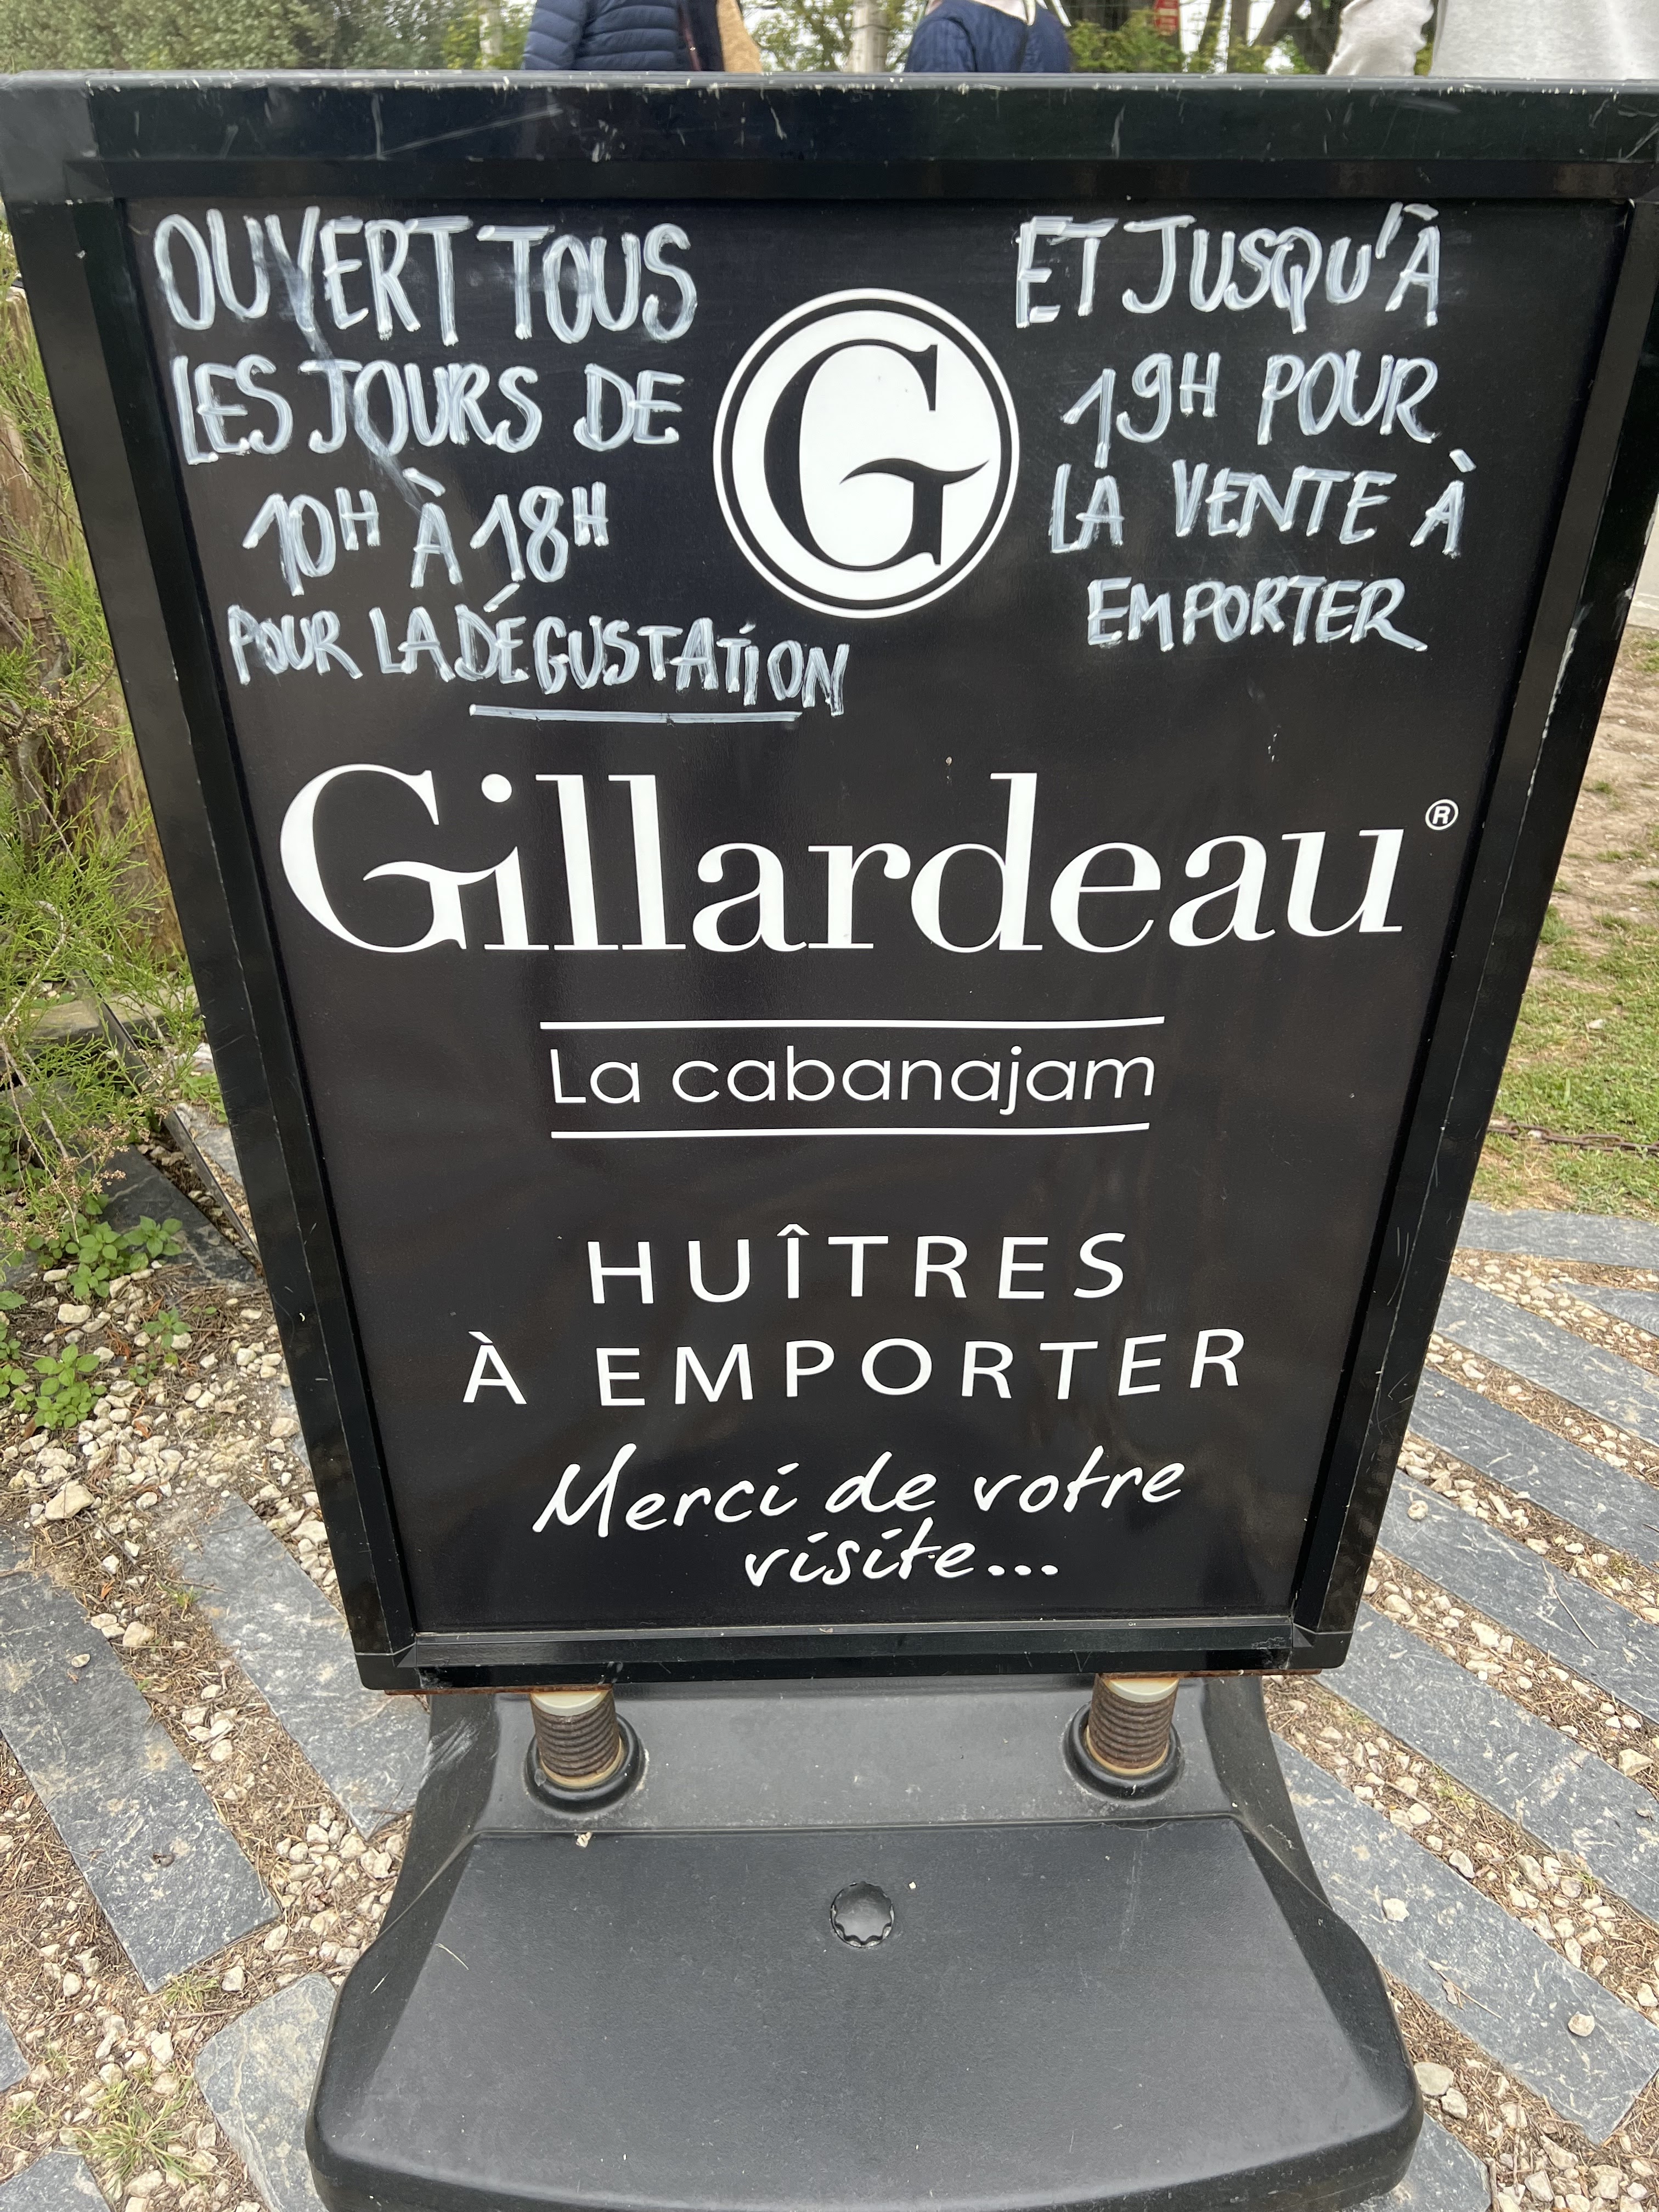 OUVERT TOUS
LES JOURS DE
10H À 18H
POUR LA DÉGUSTATION
ET JUSQU'À
19H POUR
LA VENTE À
EMPORTER
G
Gillardeau®
La cabanajam
HUÎTRES
À EMPORTER
Merci de votre
visite...